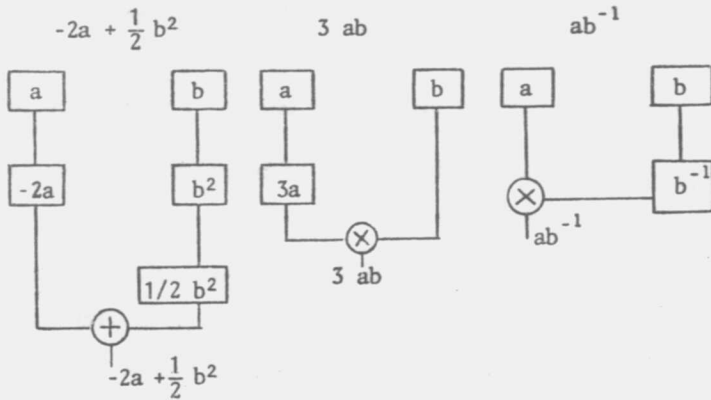 -2a + 1/2 b²
3 ab
ab⁻¹
a
b
a
b
a
b
-2a
b²
3a
×
×
b⁻¹
ab⁻¹
3 ab
1/2 b²
+
-2a + 1/2 b²